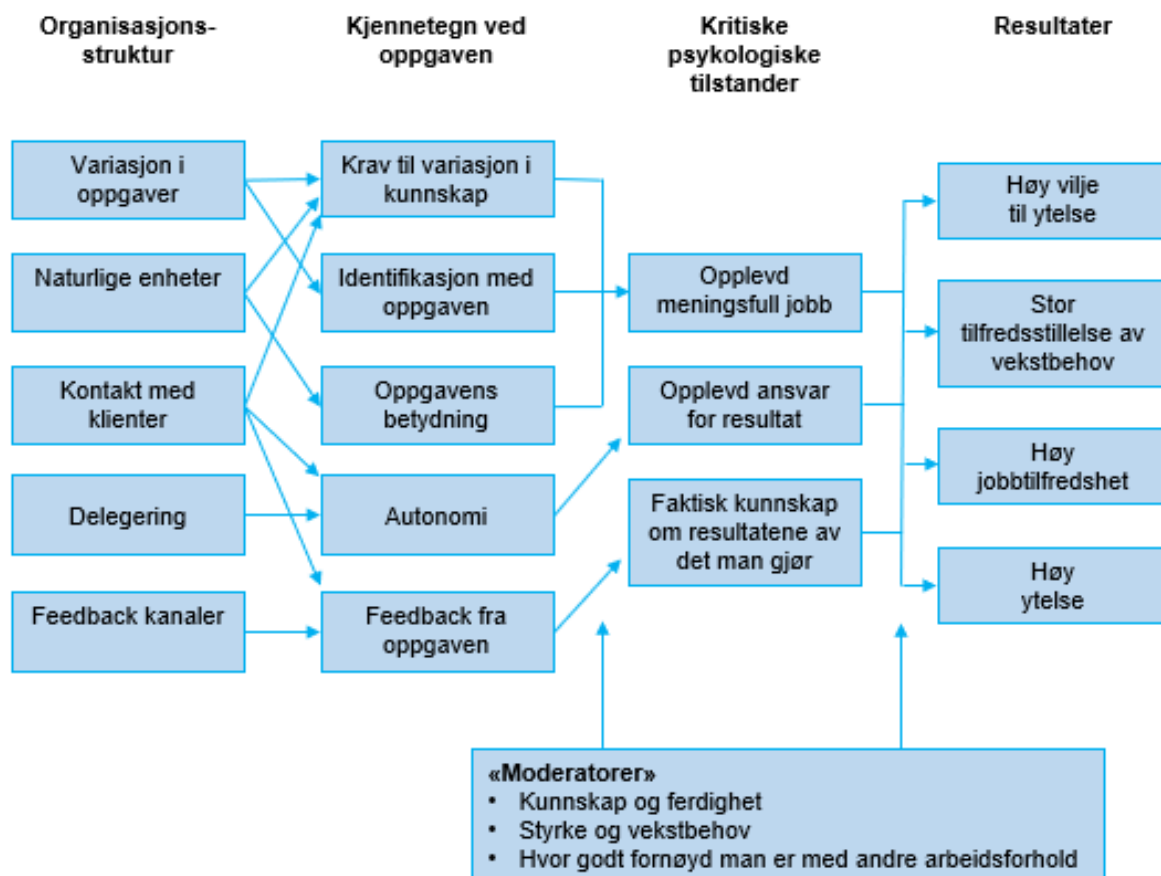 Organisasjons-
struktur
Kjennetegn ved
oppgaven
Kritiske
psykologiske
tilstander
Resultater
Variasjon i
oppgaver
Naturlige enheter
Kontakt med
klienter
Delegering
Feedback kanaler
Krav til variasjon i
kunnskap
Identifikasjon med
oppgaven
Oppgavens
betydning
Autonomi
Feedback fra
oppgaven
Opplevd
meningsfull jobb
Opplevd ansvar
for resultat
Faktisk kunnskap
om resultatene av
det man gjør
Høy vilje
til ytelse
Stor
tilfredsstillelse av
vekstbehov
Høy
jobbtilfredshet
Høy
ytelse
«Moderatorer»
• Kunnskap og ferdighet
• Styrke og vekstbehov
• Hvor godt fornøyd man er med andre arbeidsforhold